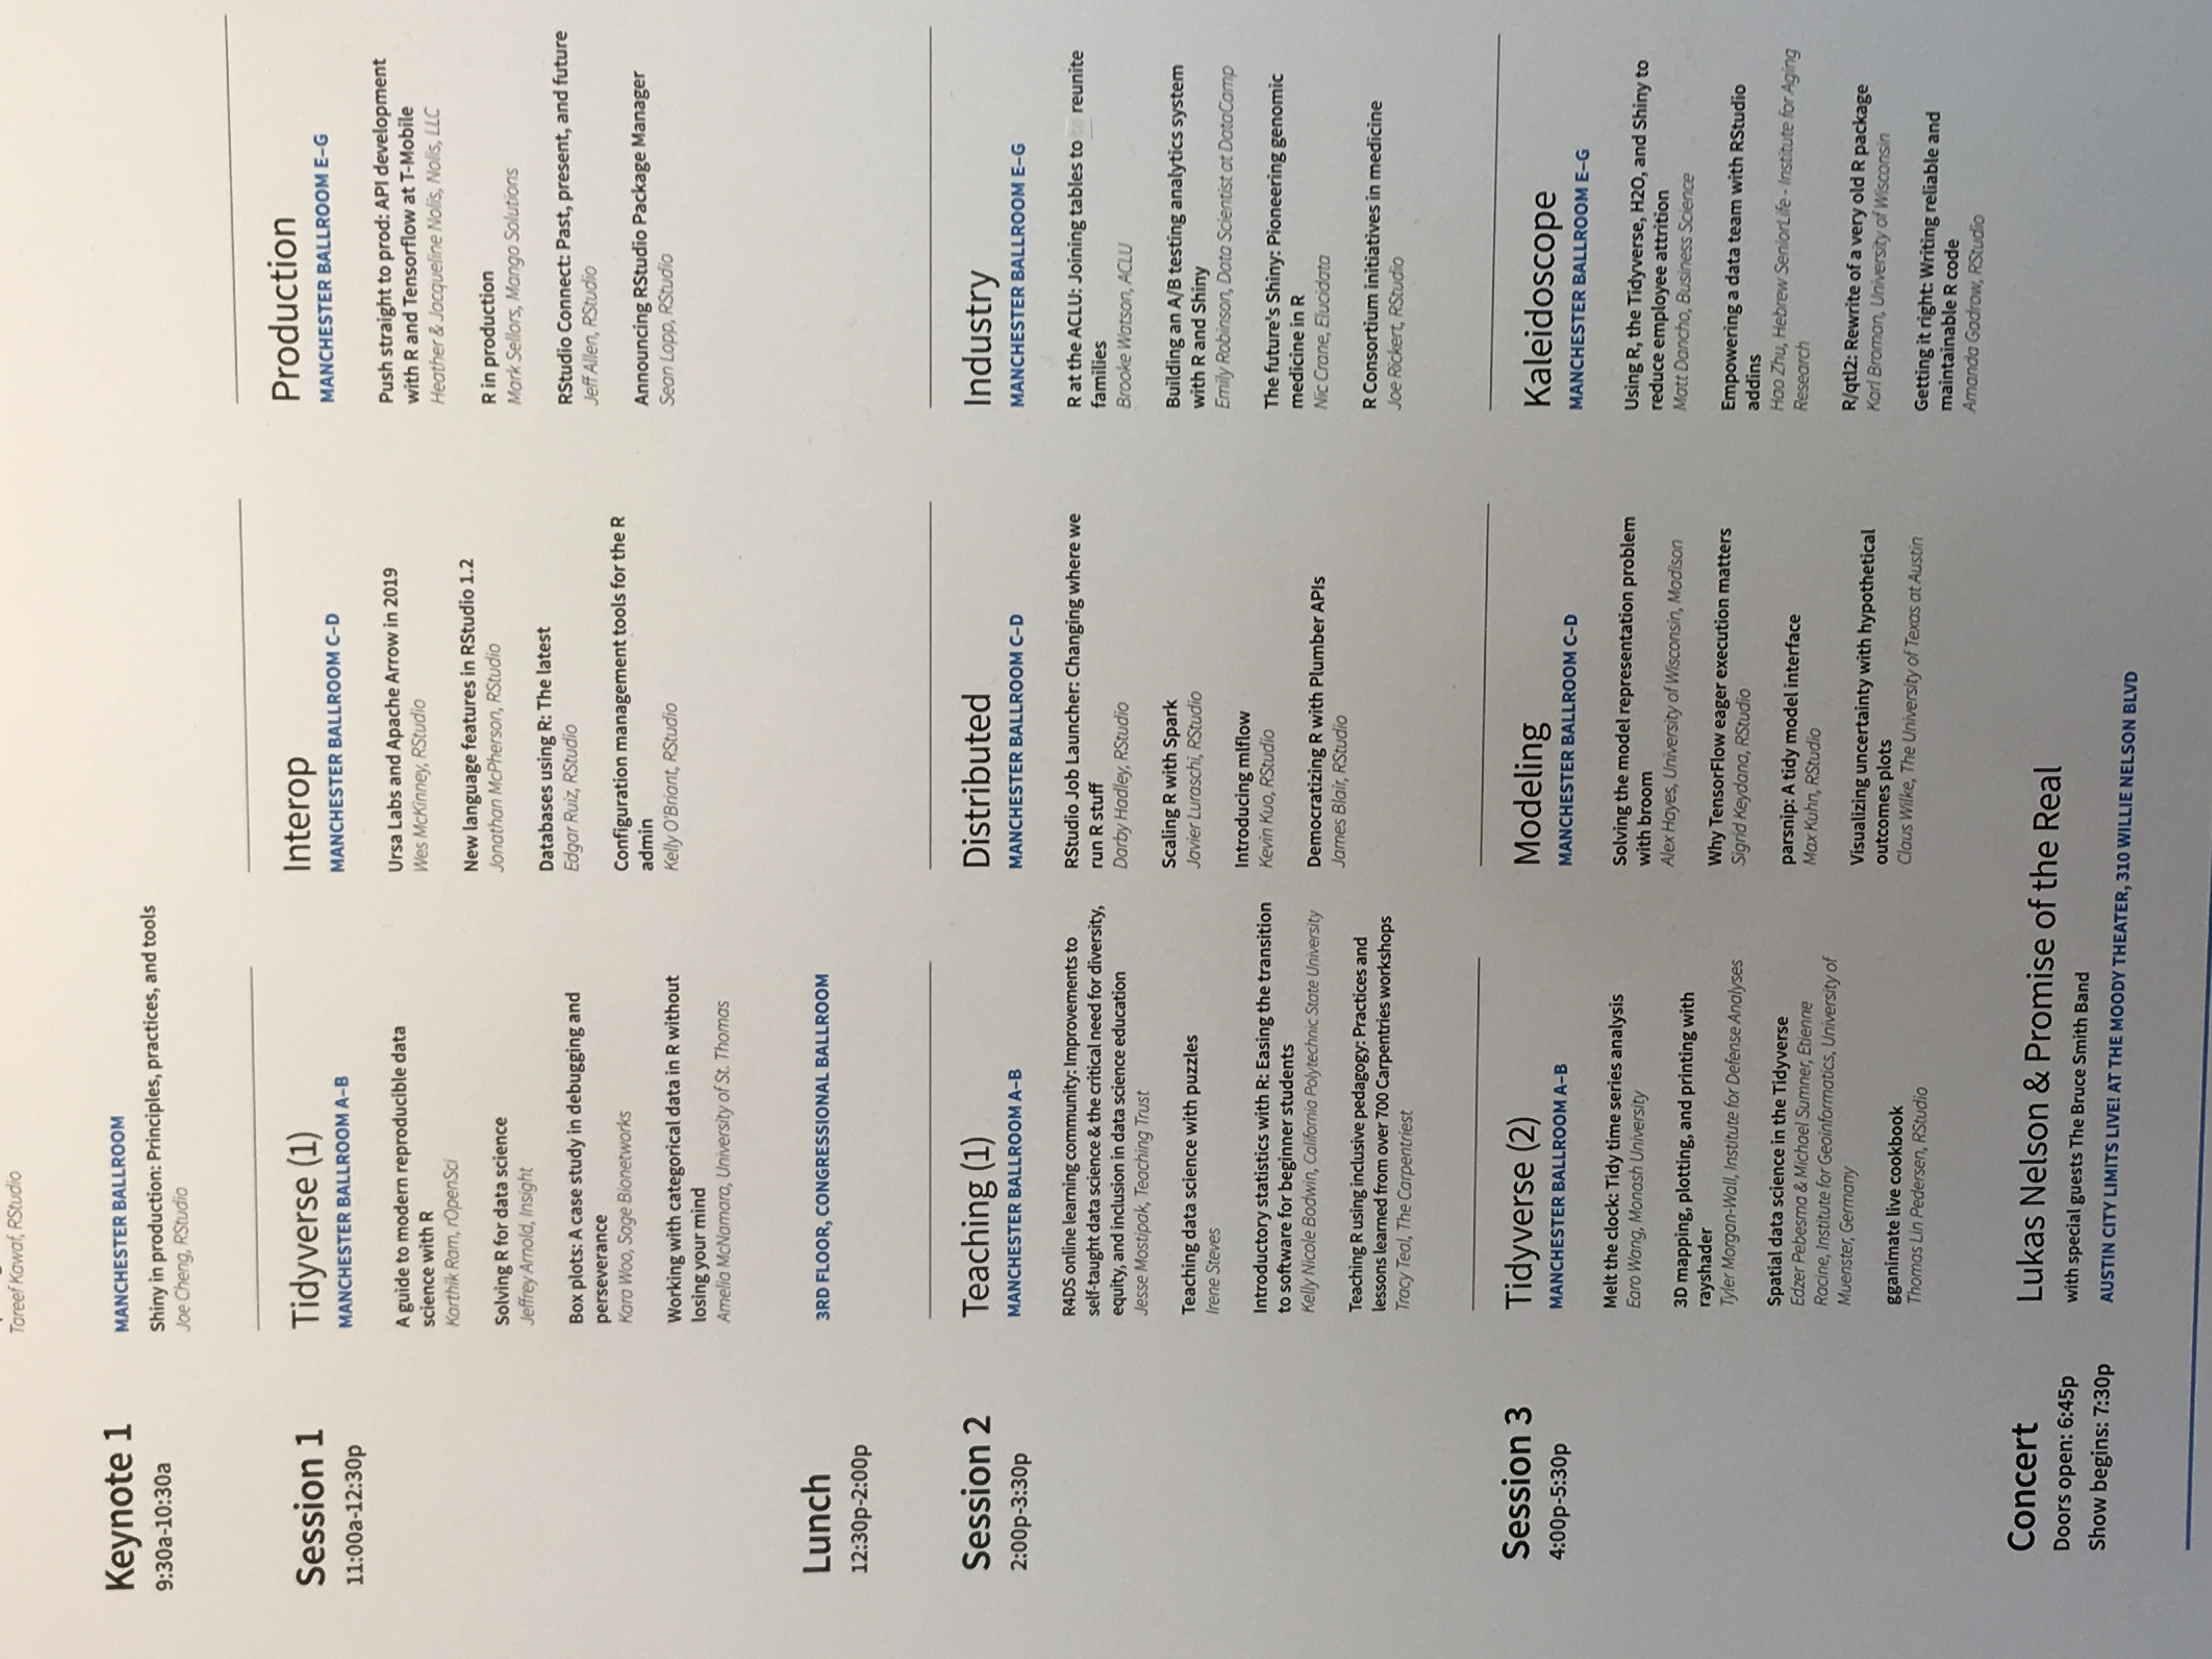 Tareef Kawaf, RStudio
Keynote 1
9:30a-10:30a
MANCHESTER BALLROOM
Shiny in production: Principles, practices, and tools
Joe Cheng, RStudio
Session 1
11:00a-12:30p
Tidyverse (1)
MANCHESTER BALLROOM A–B
A guide to modern reproducible data
science with R
Karthik Ram, rOpenSci
Solving R for data science
Jeffrey Arnold, Insight
Box plots: A case study in debugging and
perseverance
Kara Woo, Sage Bionetworks
Working with categorical data in R without
losing your mind
Amelia McNamara, University of St. Thomas
Interop
MANCHESTER BALLROOM C–D
Ursa Labs and Apache Arrow in 2019
Wes McKinney, RStudio
New language features in RStudio 1.2
Jonathan McPherson, RStudio
Databases using R: The latest
Edgar Ruiz, RStudio
Configuration management tools for the R
admin
Kelly O'Briant, RStudio
Production
MANCHESTER BALLROOM E–G
Push straight to prod: API development
with R and Tensorflow at T-Mobile
Heather & Jacqueline Nolis, Nolis, LLC
R in production
Mark Sellors, Mango Solutions
RStudio Connect: Past, present, and future
Jeff Allen, RStudio
Announcing RStudio Package Manager
Sean Lopp, RStudio
Lunch
12:30p-2:00p
3RD FLOOR, CONGRESSIONAL BALLROOM
Session 2
2:00p-3:30p
Teaching (1)
MANCHESTER BALLROOM A–B
R4DS online learning community: Improvements to
self-taught data science & the critical need for diversity,
equity, and inclusion in data science education
Jesse Mostipak, Teaching Trust
Teaching data science with puzzles
Irene Steves
Introductory statistics with R: Easing the transition
to software for beginner students
Kelly Nicole Bodwin, California Polytechnic State University
Teaching R using inclusive pedagogy: Practices and
lessons learned from over 700 Carpentries workshops
Tracy Teal, The Carpentriest
Distributed
MANCHESTER BALLROOM C–D
RStudio Job Launcher: Changing where we
run R stuff
Darby Hadley, RStudio
Scaling R with Spark
Javier Luraschi, RStudio
Introducing mlflow
Kevin Kuo, RStudio
Democratizing R with Plumber APIs
James Blair, RStudio
Industry
MANCHESTER BALLROOM E–G
R at the ACLU: Joining tables to reunite
families
Brooke Watson, ACLU
Building an A/B testing analytics system
with R and Shiny
Emily Robinson, Data Scientist at DataCamp
The future's Shiny: Pioneering genomic
medicine in R
Nic Crane, Elucidata
R Consortium initiatives in medicine
Joe Rickert, RStudio
Session 3
4:00p-5:30p
Tidyverse (2)
MANCHESTER BALLROOM A–B
Melt the clock: Tidy time series analysis
Earo Wang, Monash University
3D mapping, plotting, and printing with
rayshader
Tyler Morgan-Wall, Institute for Defense Analyses
Spatial data science in the Tidyverse
Edzer Pebesma & Michael Sumner, Etienne
Racine, Institute for Geoinformatics, University of
Muenster, Germany
gganimate live cookbook
Thomas Lin Pedersen, RStudio
Modeling
MANCHESTER BALLROOM C–D
Solving the model representation problem
with broom
Alex Hayes, University of Wisconsin, Madison
Why TensorFlow eager execution matters
Sigrid Keydana, RStudio
parsnip: A tidy model interface
Max Kuhn, RStudio
Visualizing uncertainty with hypothetical
outcomes plots
Claus Wilke, The University of Texas at Austin
Kaleidoscope
MANCHESTER BALLROOM E–G
Using R, the Tidyverse, H2O, and Shiny to
reduce employee attrition
Matt Dancho, Business Science
Empowering a data team with RStudio
addins
Hao Zhu, Hebrew SeniorLife - Institute for Aging
Research
R/qtl2: Rewrite of a very old R package
Karl Broman, University of Wisconsin
Getting it right: Writing reliable and
maintainable R code
Amanda Gadrow, RStudio
Concert
Doors open: 6:45p
Show begins: 7:30p
Lukas Nelson & Promise of the Real
with special guests The Bruce Smith Band
AUSTIN CITY LIMITS LIVE! AT THE MOODY THEATER, 310 WILLIE NELSON BLVD